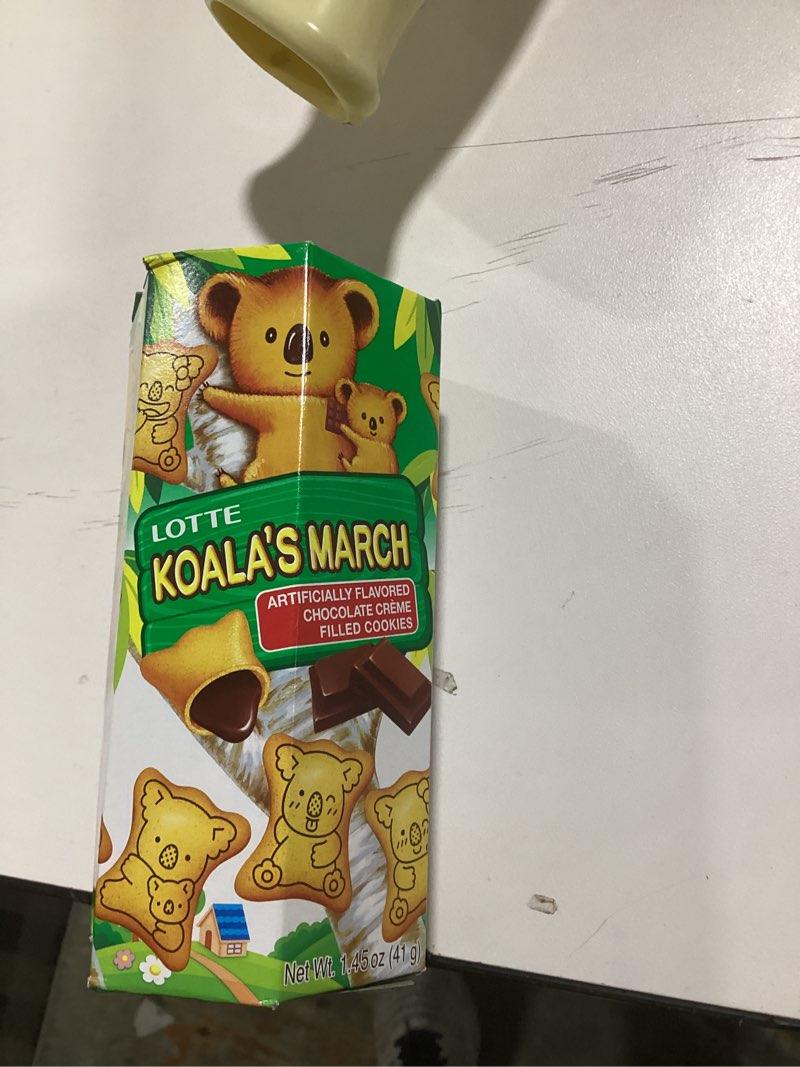 LOTTE
KOALA'S MARCH
ARTIFICIALLY FLAVORED
CHOCOLATE CRÈME
FILLED COOKIES
Net Wt. 1.45 oz (41 g)